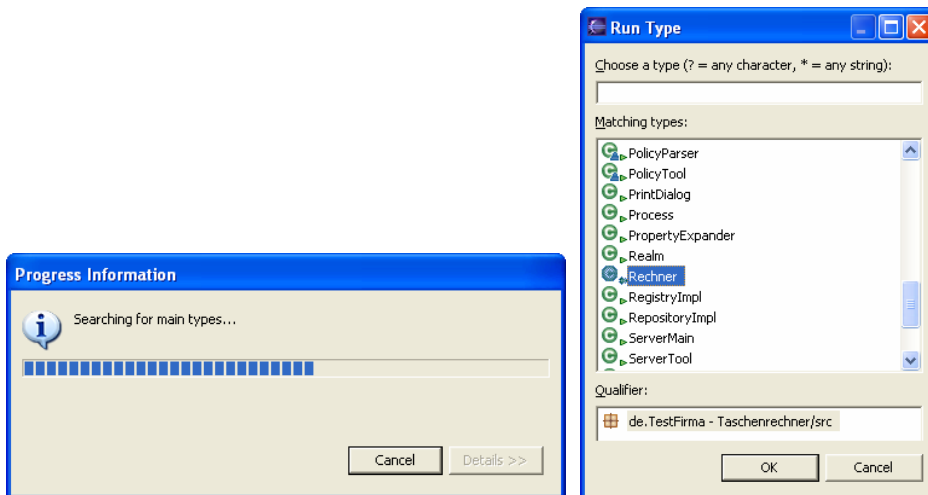 Progress Information
Searching for main types...
Cancel
Details >>
Run Type
Choose a type (? = any character, * = any string):
Matching types:
PolicyParser
PolicyTool
PrintDialog
Process
PropertyExpander
Realm
Rechner
RegistryImpl
RepositoryImpl
ServerMain
ServerTool
Qualifier:
de.TestFirma - Taschenrechner/src
OK
Cancel